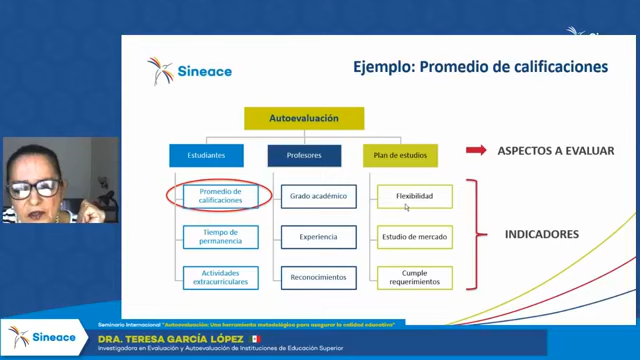 Sineace
Ejemplo: Promedio de calificaciones
Autoevaluación
Estudiantes
Profesores
Plan de estudios
ASPECTOS A EVALUAR
Promedio de
calificaciones
Grado académico
Flexibilidad
Tiempo de
permanencia
Experiencia
Estudio de mercado
INDICADORES
Actividades
extracurriculares
Reconocimientos
Cumple
requerimientos
Seminario Internacional "Autoevaluación: Una herramienta metodológica para asegurar la calidad educativa"
Sineace
DRA. TERESA GARCÍA LÓPEZ
Investigadora en Evaluación y Autoevaluación de Instituciones de Educación Superior